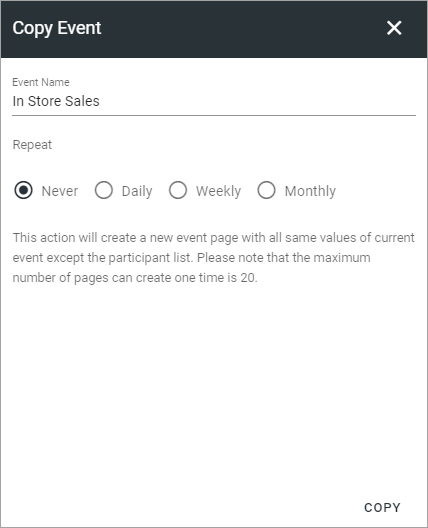 Copy Event
Event Name
In Store Sales
Repeat
Never Daily Weekly Monthly
This action will create a new event page with all same values of current
event except the participant list. Please note that the maximum
number of pages can create one time is 20.
COPY